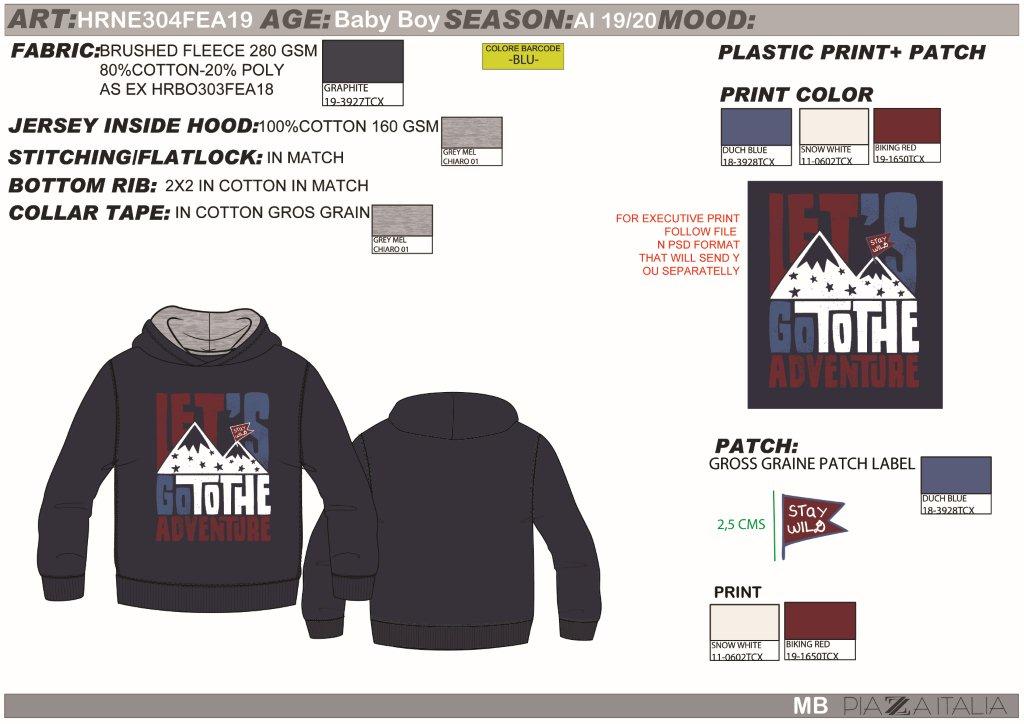 ART:HRNE304FEA19 AGE: Baby Boy SEASON:AI 19/20 MOOD:
FABRIC:BRUSHED FLEECE 280 GSM
80%COTTON-20% POLY
AS EX HRBO303FEA18
GRAPHITE
19-3927TCX
COLORE BARCODE
-BLU-
JERSEY INSIDE HOOD:100%COTTON 160 GSM
GREY MEL
CHIARO 01
STITCHING/FLATLOCK: IN MATCH
BOTTOM RIB: 2X2 IN COTTON IN MATCH
COLLAR TAPE: IN COTTON GROS GRAIN
GREY MEL
CHIARO 01
PLASTIC PRINT+ PATCH
PRINT COLOR
DUCH BLUE
18-3928TCX
SNOW WHITE
11-0602TCX
BIKING RED
19-1650TCX
FOR EXECUTIVE PRINT
FOLLOW FILE
N PSD FORMAT
THAT WILL SEND Y
OU SEPARATELLY
LET'S
STAY
WILD
GO TO THE
ADVENTURE
LET'S
STAY
WILD
GO TO THE
ADVENTURE
PATCH:
GROSS GRAINE PATCH LABEL
DUCH BLUE
18-3928TCX
2,5 CMS
STAY
WILD
PRINT
SNOW WHITE
11-0602TCX
BIKING RED
19-1650TCX
MB PIAZZA ITALIA